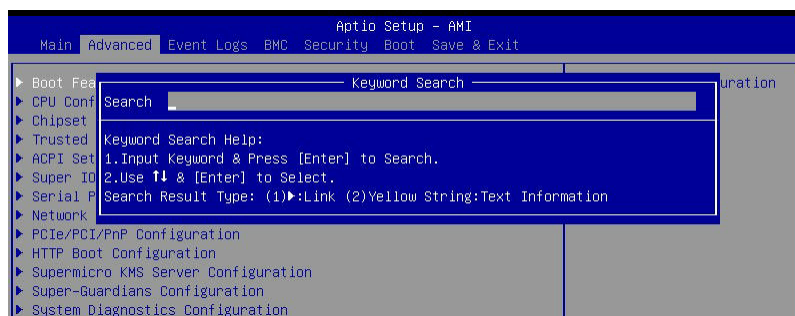 Aptio Setup – AMI
Main Advanced Event Logs BMC Security Boot Save & Exit
▶ Boot Fea
Keyword Search
uration
▶ CPU Conf
Search
▶ Chipset
▶ Trusted
Keyword Search Help:
▶ ACPI Set
1.Input Keyword & Press [Enter] to Search.
▶ Super IO
2.Use ↑↓ & [Enter] to Select.
▶ Serial P
Search Result Type: (1)▶:Link (2)Yellow String:Text Information
▶ Network
▶ PCIe/PCI/PnP Configuration
▶ HTTP Boot Configuration
▶ Supermicro KMS Server Configuration
▶ Super-Guardians Configuration
▶ System Diagnostics Configuration